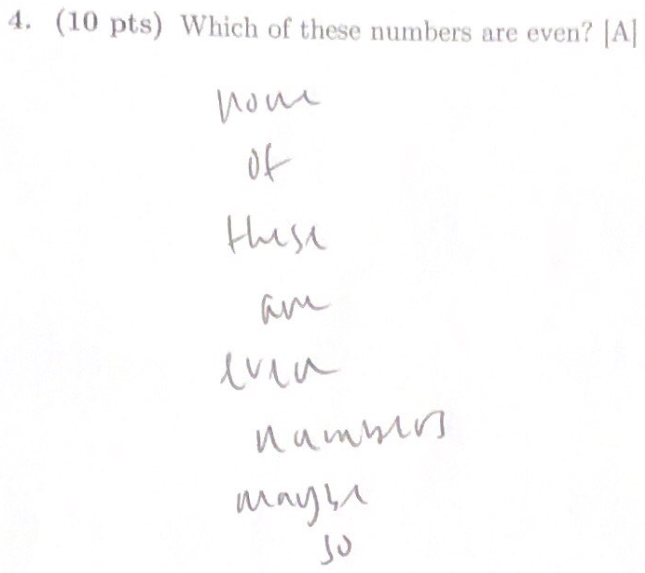 4. (10 pts) Which of these numbers are even? [A]
none
of
these
are
even
numbers
maybe
so